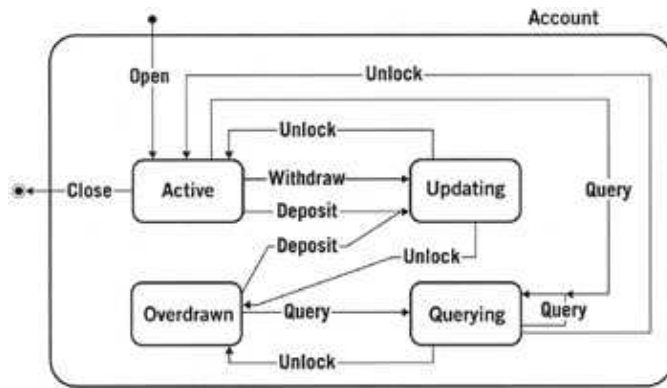 Account
Open
Unlock
Unlock
Close
Active
Withdraw
Updating
Deposit
Query
Deposit
Unlock
Overdrawn
Query
Querying
Query
Unlock